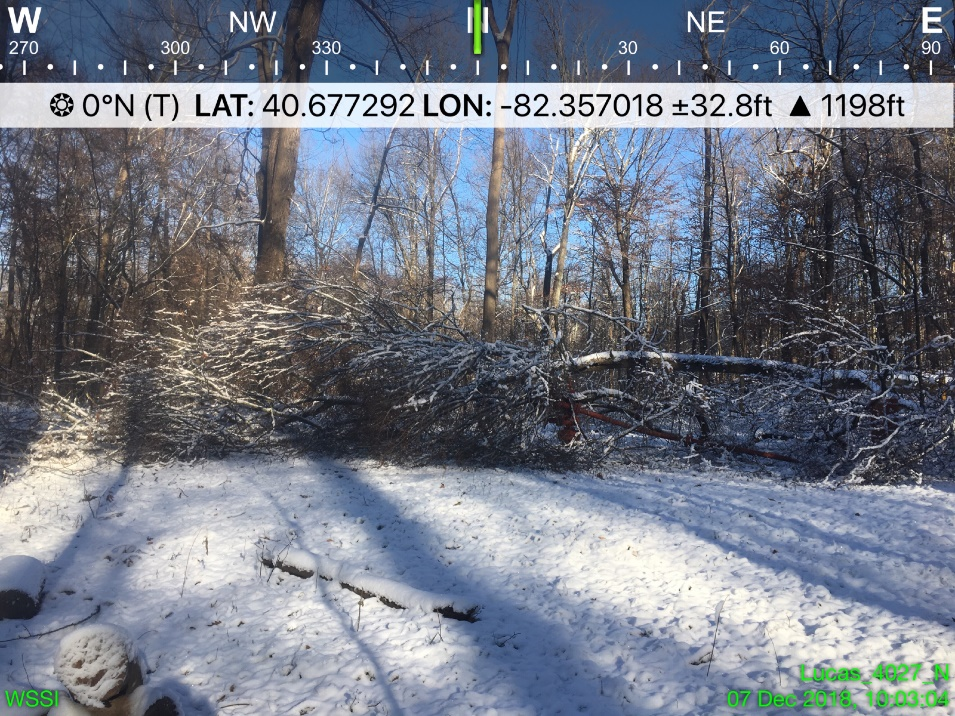 W NW N NE E
270 300 330 30 60 90
0°N (T) LAT: 40.677292 LON: -82.357018 ±32.8ft ▲ 1198ft
Lucas_4027_N
WSSI 07 Dec 2018, 10:03:04